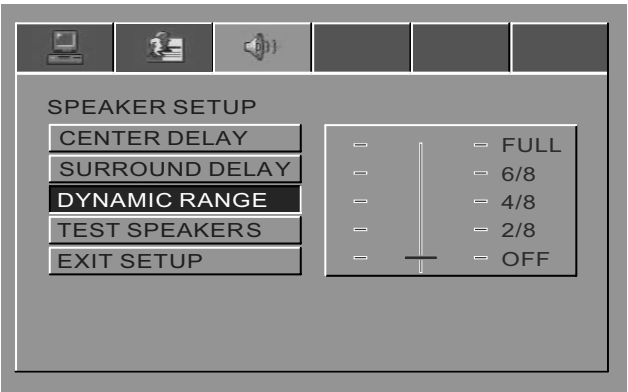 SPEAKER SETUP
CENTER DELAY
SURROUND DELAY
DYNAMIC RANGE
TEST SPEAKERS
EXIT SETUP
FULL
6/8
4/8
2/8
OFF